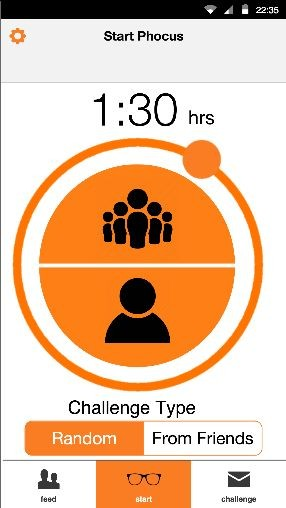 22:35
Start Phocus
1:30 hrs
Challenge Type
Random From Friends
feed start challenge